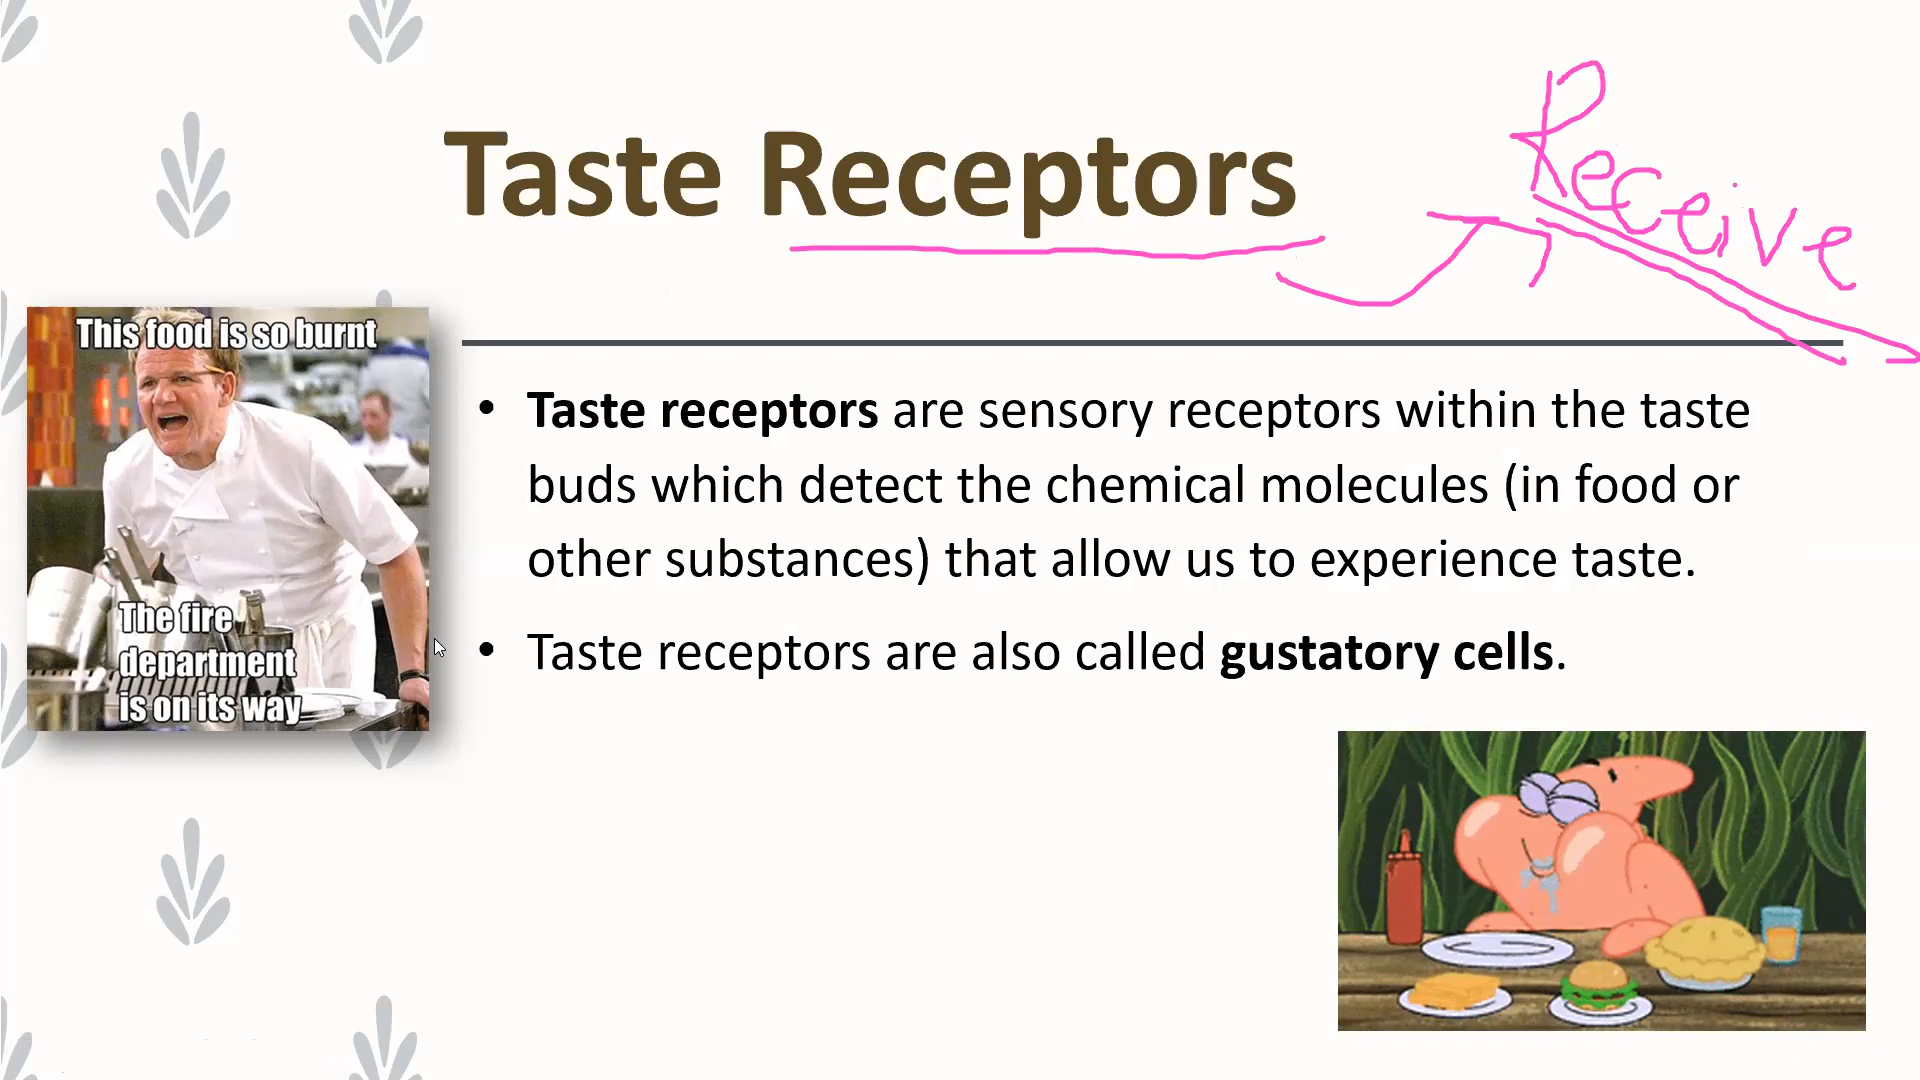 Taste Receptors
Receive
This food is so burnt
The fire
department
is on its way
• Taste receptors are sensory receptors within the taste
buds which detect the chemical molecules (in food or
other substances) that allow us to experience taste.
• Taste receptors are also called gustatory cells.